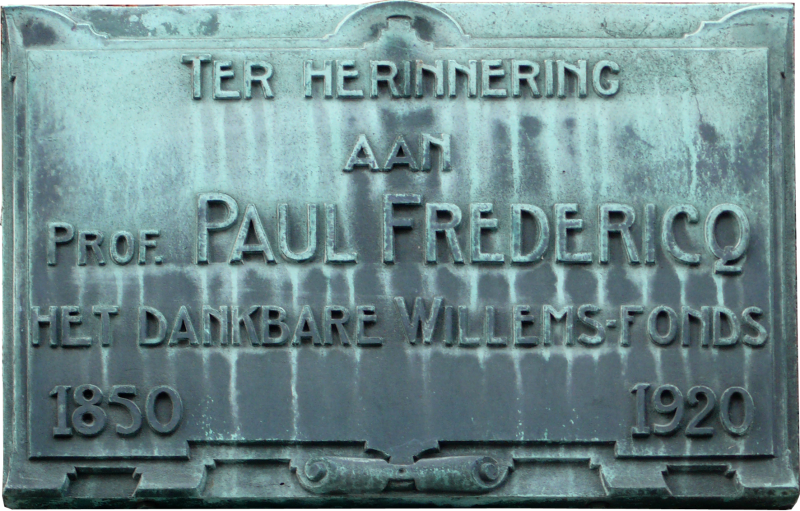 TER HERINNERING
AAN
PROF. PAUL FREDERICQ
HET DANKBARE WILLEMS-FONDS
1850 1920